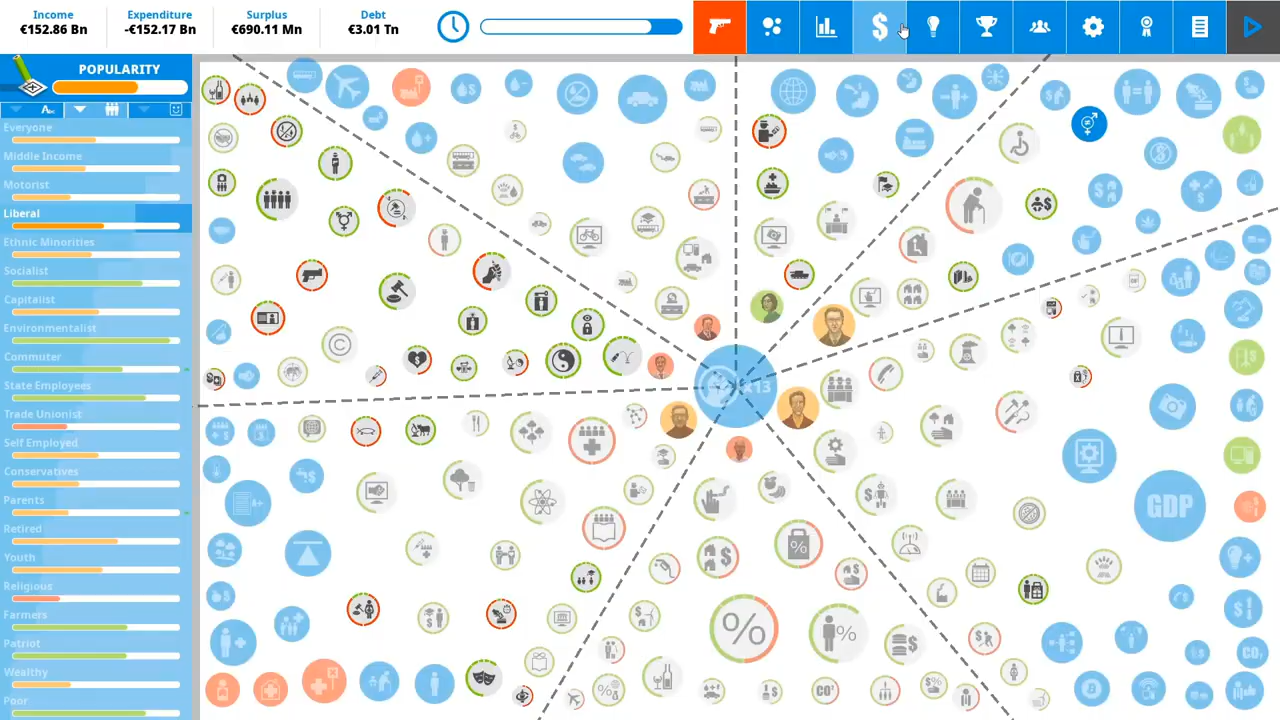 Income
€152.86 Bn
Expenditure
-€152.17 Bn
Surplus
€690.11 Mn
Debt
€3.01 Tn
POPULARITY
Everyone
Middle Income
Motorist
Liberal
Ethnic Minorities
Socialist
Capitalist
Environmentalist
Commuter
State Employees
Trade Unionist
Self Employed
Conservatives
Parents
Retired
Youth
Religious
Farmers
Patriot
Wealthy
Poor
x13
GDP